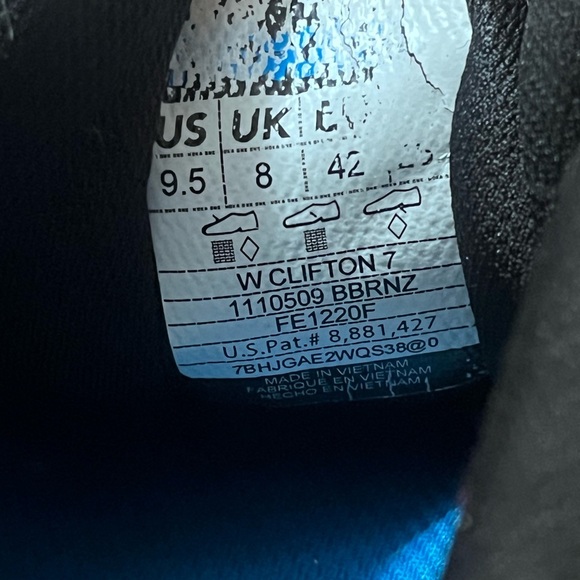 US UK
9.5 8 42
W CLIFTON 7
1110509 BBRNZ
FE1220F
U.S.Pat.# 8,881,427
7BHJGAE2WQS38@0
MADE IN VIETNAM
FABRIQUE EN VIETNAM
HECHO EN VIETNAM